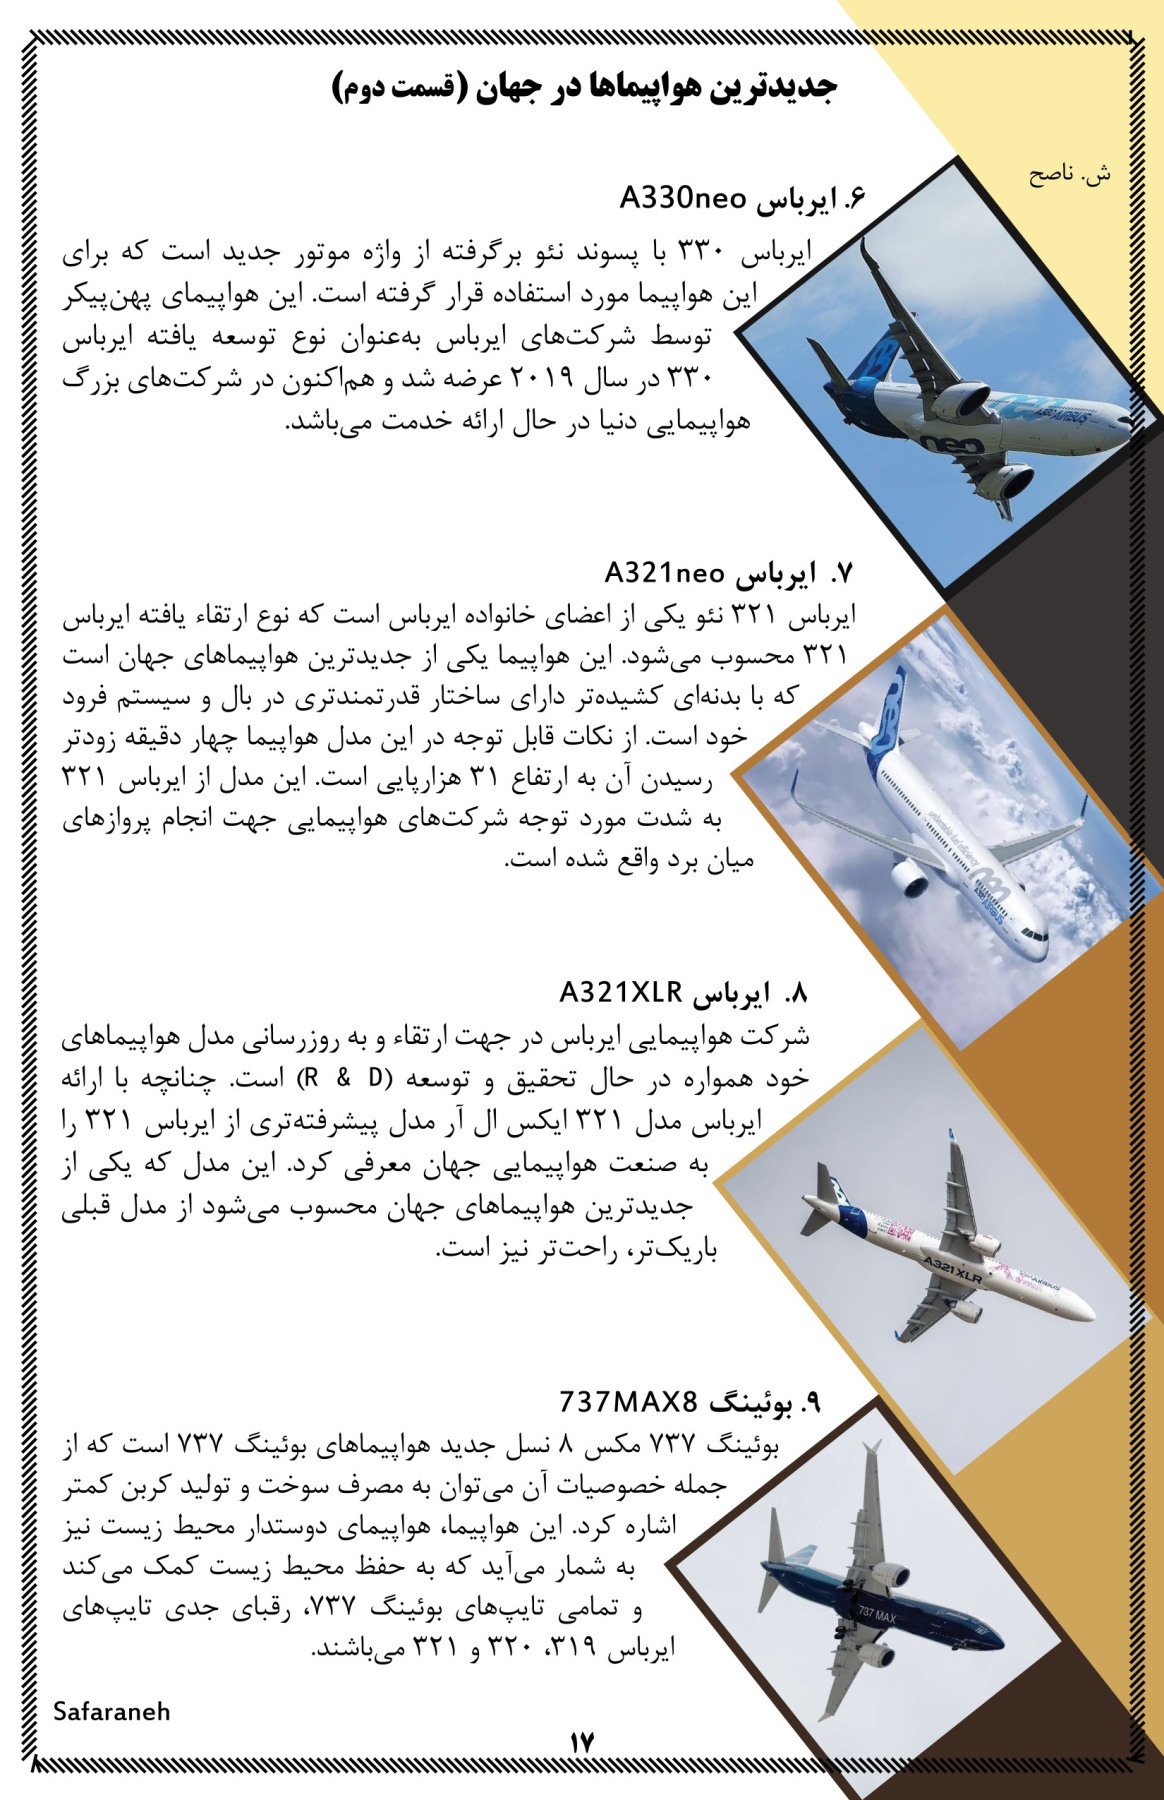 جدیدترین هواپیماها در جهان (قسمت دوم)
ش. ناصح
۶. ایرباس A330neo
ایرباس ۳۳۰ با پسوند نئو برگرفته از واژه موتور جدید است که برای
این هواپیما مورد استفاده قرار گرفته است. این هواپیمای پهن‌پیکر
توسط شرکت‌های ایرباس به‌عنوان نوع توسعه یافته ایرباس
۳۳۰ در سال ۲۰۱۹ عرضه شد و هم‌اکنون در شرکت‌های بزرگ
هواپیمایی دنیا در حال ارائه خدمت می‌باشد.
neo
A330 AIRBUS
۷. ایرباس A321neo
ایرباس ۳۲۱ نئو یکی از اعضای خانواده ایرباس است که نوع ارتقاء یافته ایرباس
۳۲۱ محسوب می‌شود. این هواپیما یکی از جدیدترین هواپیماهای جهان است
که با بدنه‌ای کشیده‌تر دارای ساختار قدرتمندتری در بال و سیستم فرود
خود است. از نکات قابل توجه در این مدل هواپیما چهار دقیقه زودتر
رسیدن آن به ارتفاع ۳۱ هزارپایی است. این مدل از ایرباس ۳۲۱
به شدت مورد توجه شرکت‌های هواپیمایی جهت انجام پروازهای
میان برد واقع شده است.
neo
AIRBUS
۸. ایرباس A321XLR
شرکت هواپیمایی ایرباس در جهت ارتقاء و به روزرسانی مدل هواپیماهای
خود همواره در حال تحقیق و توسعه (R & D) است. چنانچه با ارائه
ایرباس مدل ۳۲۱ ایکس ال آر مدل پیشرفته‌تری از ایرباس ۳۲۱ را
به صنعت هواپیمایی جهان معرفی کرد. این مدل که یکی از
جدیدترین هواپیماهای جهان محسوب می‌شود از مدل قبلی
باریک‌تر، راحت‌تر نیز است.
A321XLR
AIRBUS
۹. بوئینگ 737MAX8
بوئینگ ۷۳۷ مکس ۸ نسل جدید هواپیماهای بوئینگ ۷۳۷ است که از
جمله خصوصیات آن می‌توان به مصرف سوخت و تولید کربن کمتر
اشاره کرد. این هواپیما، هواپیمای دوستدار محیط زیست نیز
به شمار می‌آید که به حفظ محیط زیست کمک می‌کند
و تمامی تایپ‌های بوئینگ ۷۳۷، رقبای جدی تایپ‌های
ایرباس ۳۱۹، ۳۲۰ و ۳۲۱ می‌باشند.
737 MAX
Safaraneh
۱۷